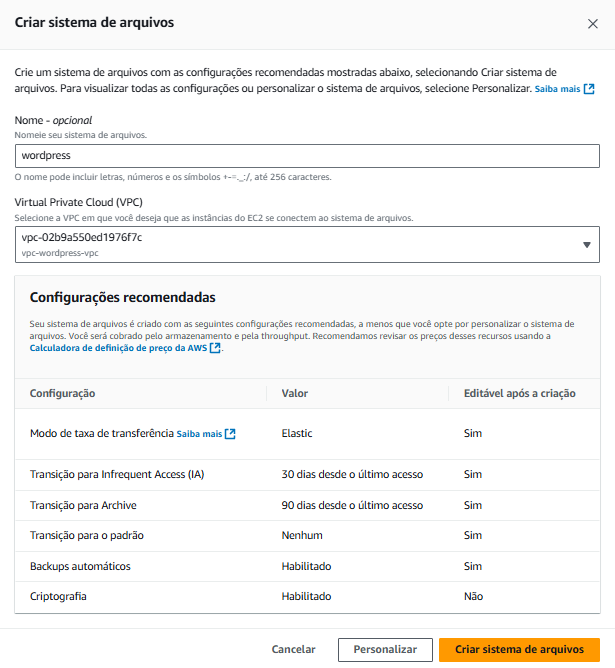 Criar sistema de arquivos
Crie um sistema de arquivos com as configurações recomendadas mostradas abaixo, selecionando Criar sistema de
arquivos. Para visualizar todas as configurações ou personalizar o sistema de arquivos, selecione Personalizar. Saiba mais
Nome - opcional
Nomeie seu sistema de arquivos.
wordpress
O nome pode incluir letras, números e os símbolos +-=._:/, até 256 caracteres.
Virtual Private Cloud (VPC)
Selecione a VPC em que você deseja que as instâncias do EC2 se conectem ao sistema de arquivos.
vpc-02b9a550ed1976f7c
vpc-wordpress-vpc
Configurações recomendadas
Seu sistema de arquivos é criado com as seguintes configurações recomendadas, a menos que você opte por personalizar o sistema de
arquivos. Você será cobrado pelo armazenamento e pela throughput. Recomendamos revisar os preços desses recursos usando a
Calculadora de definição de preço da AWS.
Configuração Valor Editável após a criação
Modo de taxa de transferência Saiba mais Elastic Sim
Transição para Infrequent Access (IA) 30 dias desde o último acesso Sim
Transição para Archive 90 dias desde o último acesso Sim
Transição para o padrão Nenhum Sim
Backups automáticos Habilitado Sim
Criptografia Habilitado Não
Cancelar Personalizar Criar sistema de arquivos